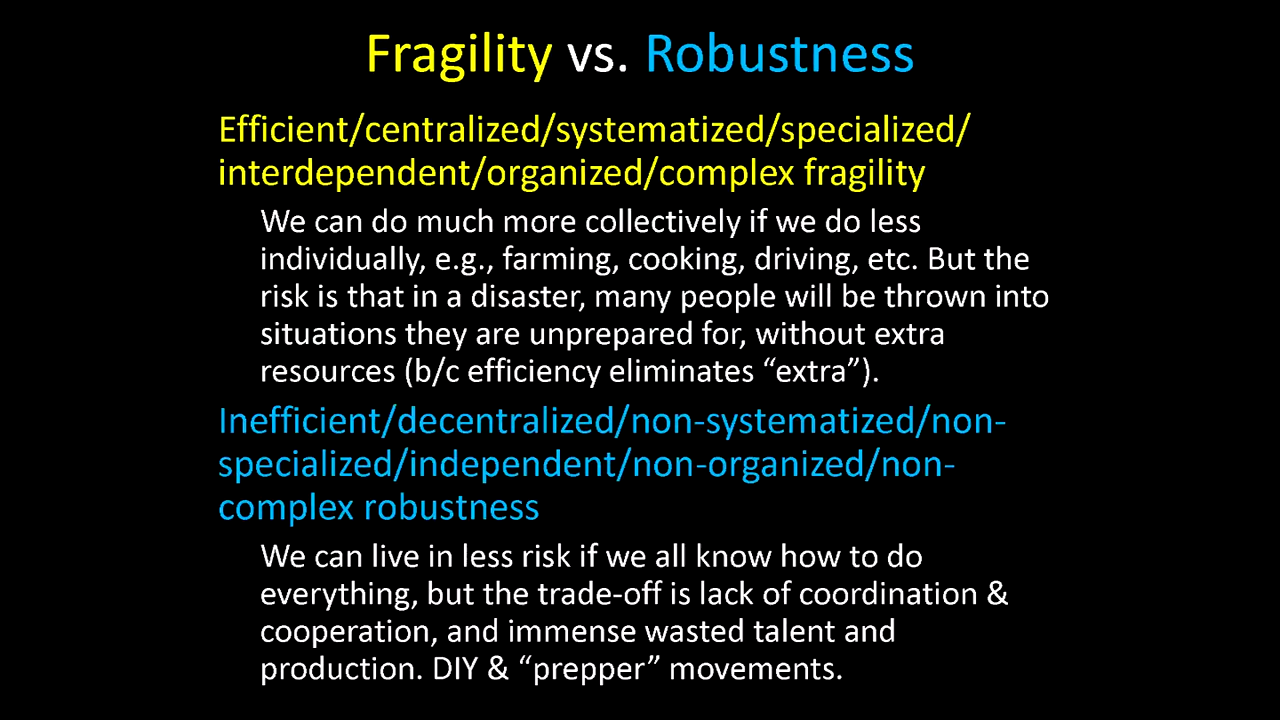 Fragility vs. Robustness
Efficient/centralized/systematized/specialized/
interdependent/organized/complex fragility
We can do much more collectively if we do less
individually, e.g., farming, cooking, driving, etc. But the
risk is that in a disaster, many people will be thrown into
situations they are unprepared for, without extra
resources (b/c efficiency eliminates “extra”).
Inefficient/decentralized/non-systematized/non-
specialized/independent/non-organized/non-
complex robustness
We can live in less risk if we all know how to do
everything, but the trade-off is lack of coordination &
cooperation, and immense wasted talent and
production. DIY & “prepper” movements.